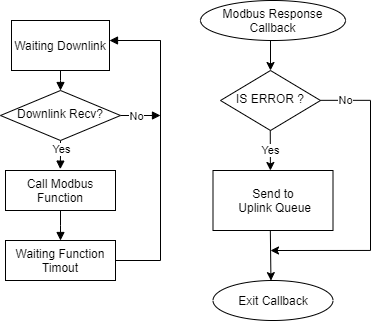 Waiting Downlink
Downlink Recv?
No
Yes
Call Modbus
Function
Waiting Function
Timout
Modbus Response
Callback
IS ERROR ?
No
Yes
Send to
Uplink Queue
Exit Callback